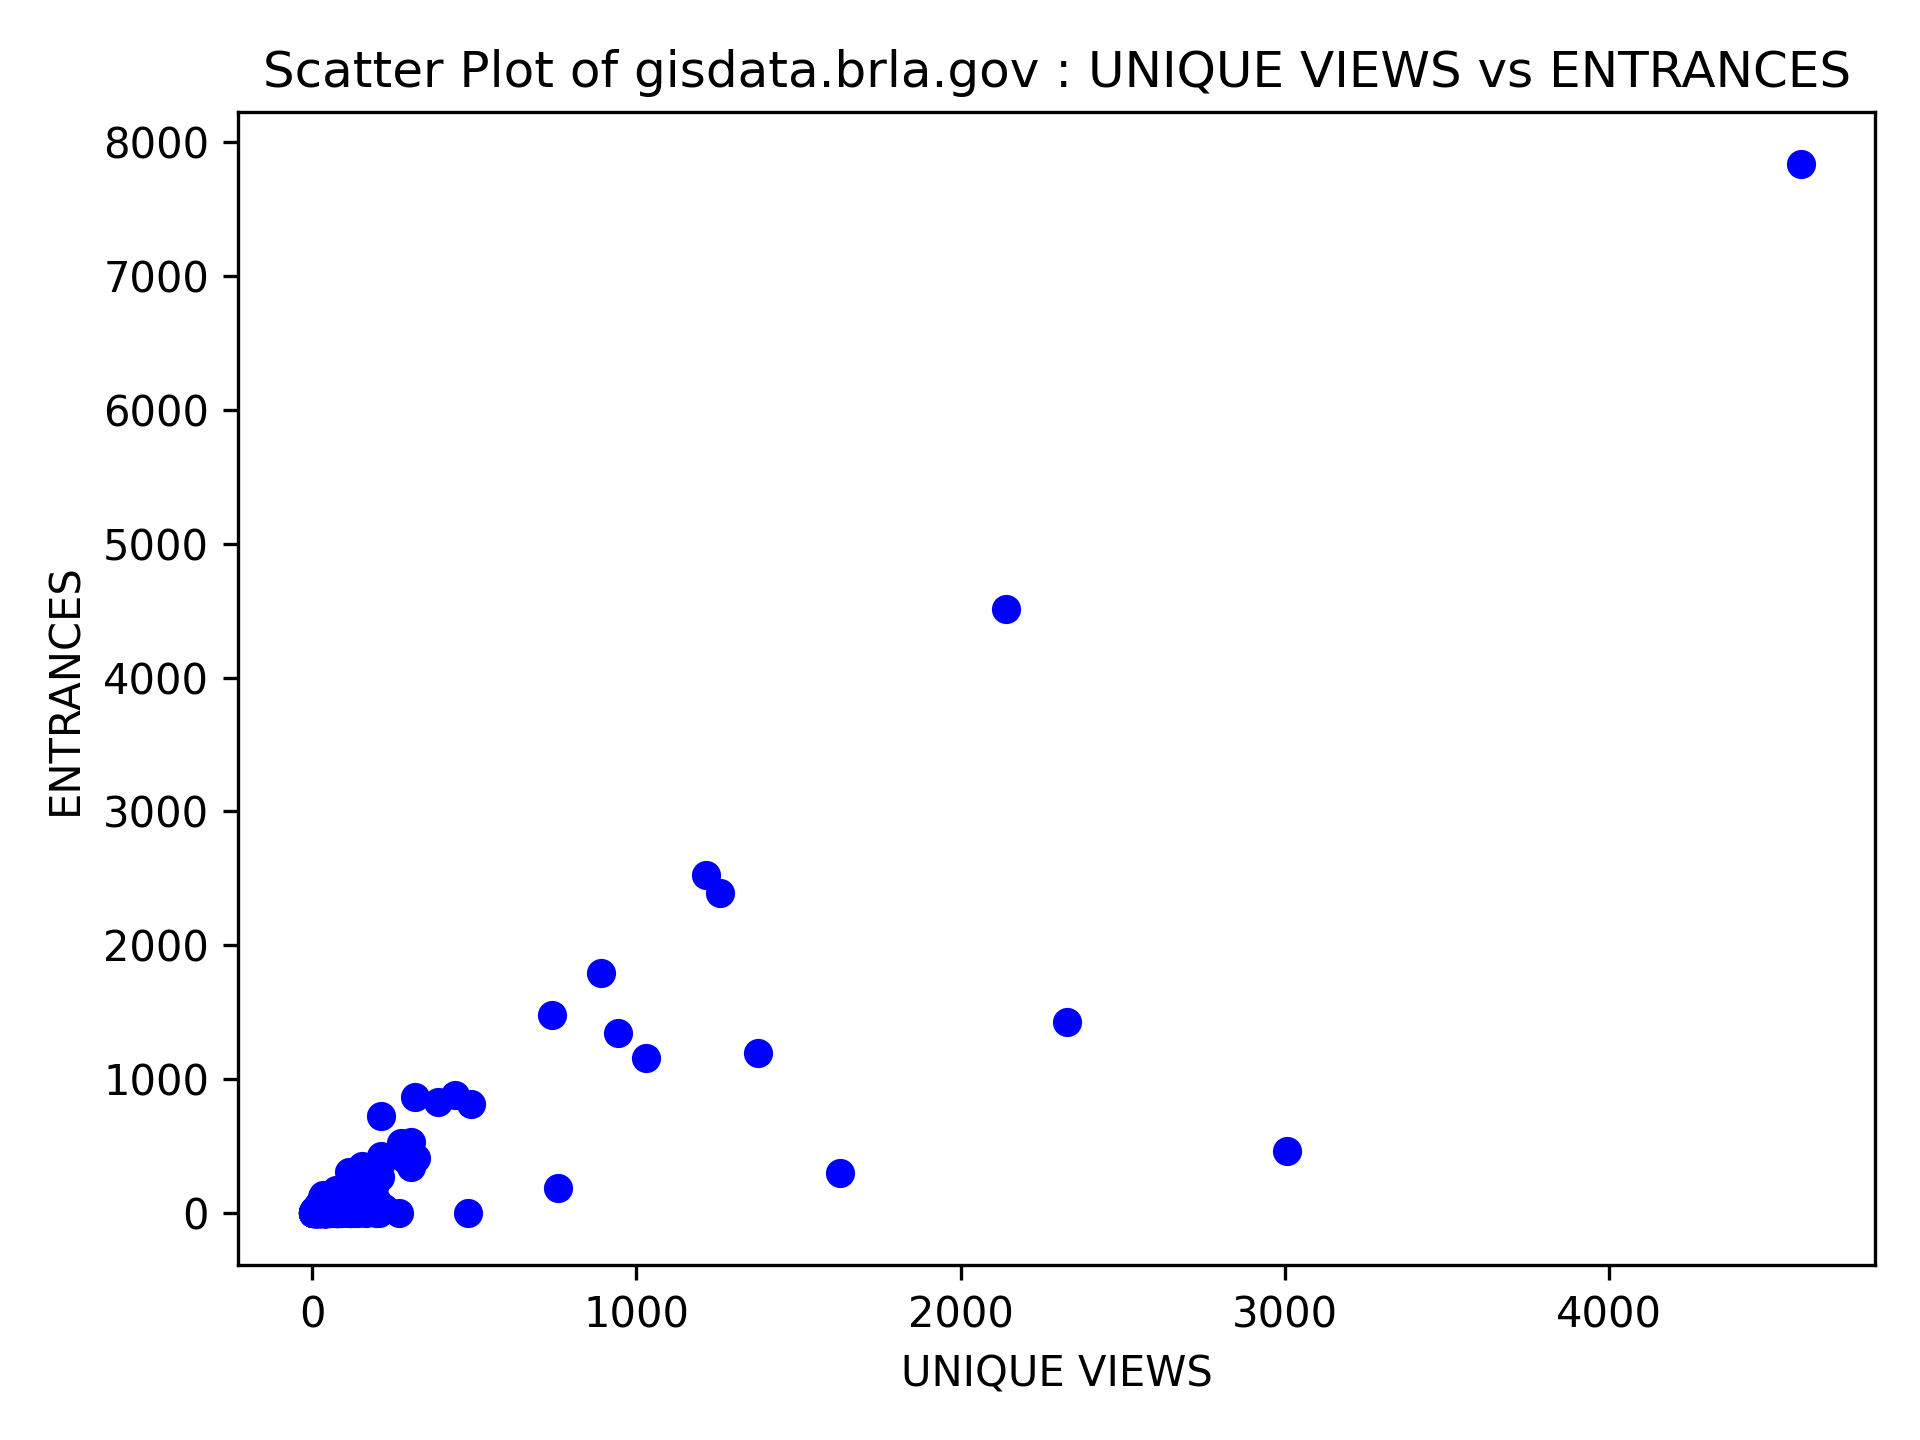 Scatter Plot of gisdata.brla.gov : UNIQUE VIEWS vs ENTRANCES
8000
7000
6000
5000
4000
3000
2000
1000
0
ENTRANCES
0 1000 2000 3000 4000
UNIQUE VIEWS